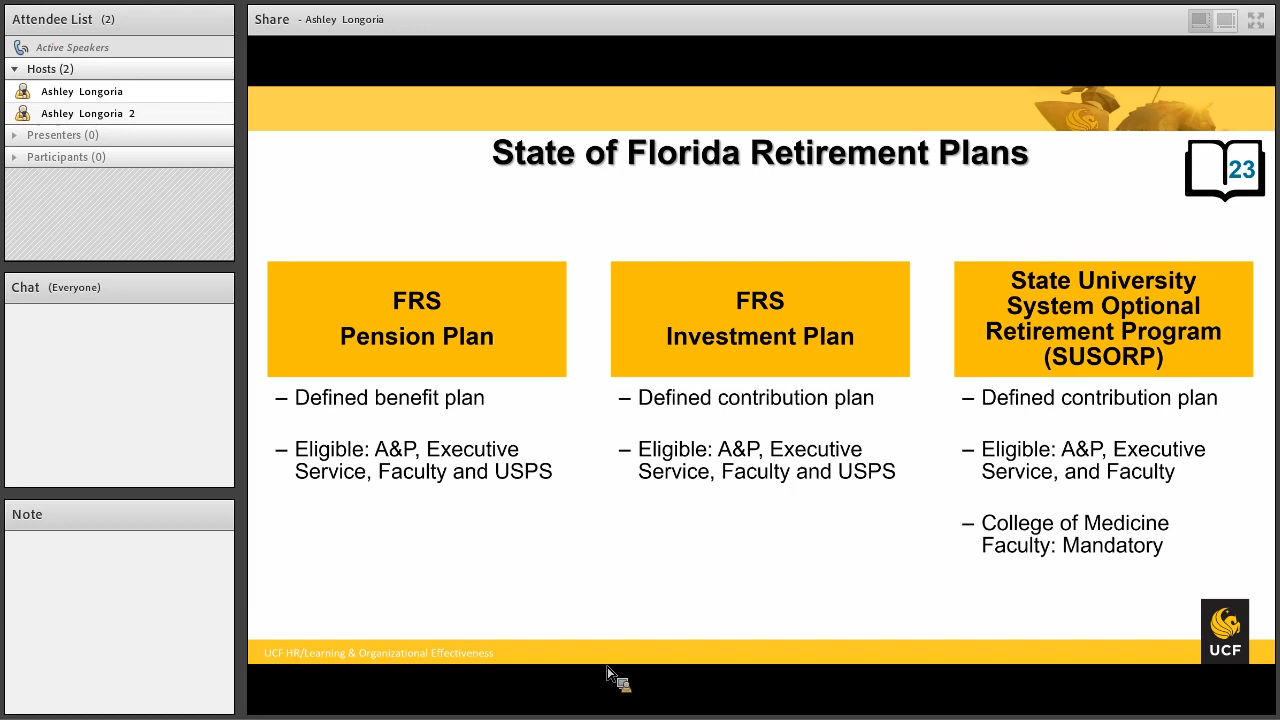 Attendee List (2)
Active Speakers
Hosts (2)
Ashley Longoria
Ashley Longoria 2
Presenters (0)
Participants (0)
Chat (Everyone)
Note
Share - Ashley Longoria
State of Florida Retirement Plans
23
FRS
Pension Plan
– Defined benefit plan
– Eligible: A&P, Executive
Service, Faculty and USPS
FRS
Investment Plan
– Defined contribution plan
– Eligible: A&P, Executive
Service, Faculty and USPS
State University
System Optional
Retirement Program
(SUSORP)
– Defined contribution plan
– Eligible: A&P, Executive
Service, and Faculty
– College of Medicine
Faculty: Mandatory
UCF HR/Learning & Organizational Effectiveness
UCF